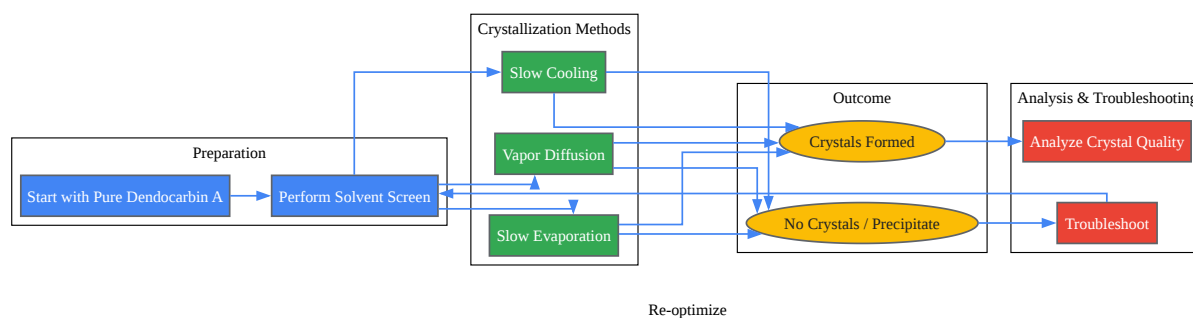 Crystallization Methods
Slow Cooling
Outcome
Analysis & Troubleshooting
Crystals Formed
Analyze Crystal Quality
Preparation
Vapor Diffusion
Start with Pure Dendocarbin A
Perform Solvent Screen
No Crystals / Precipitate
Troubleshoot
Slow Evaporation
Re-optimize